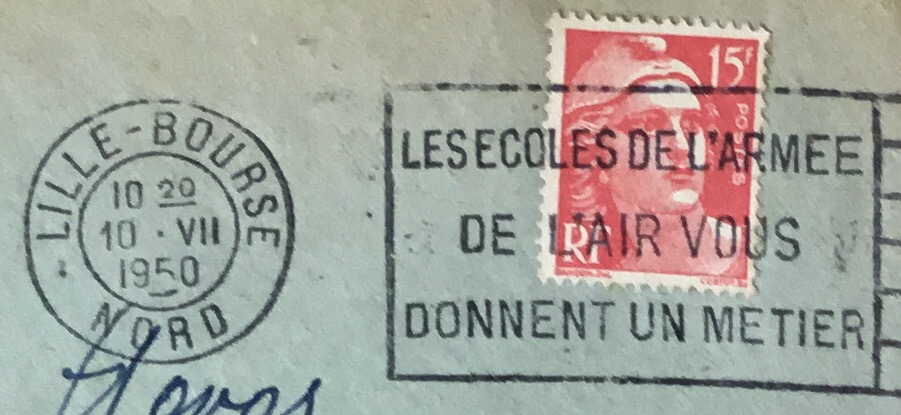 LILLE-BOURSE
10 20
10 · VII
1950
NORD
15F
POSTES
RF
LES ECOLES DE L'ARMEE
DE L'AIR VOUS
DONNENT UN METIER